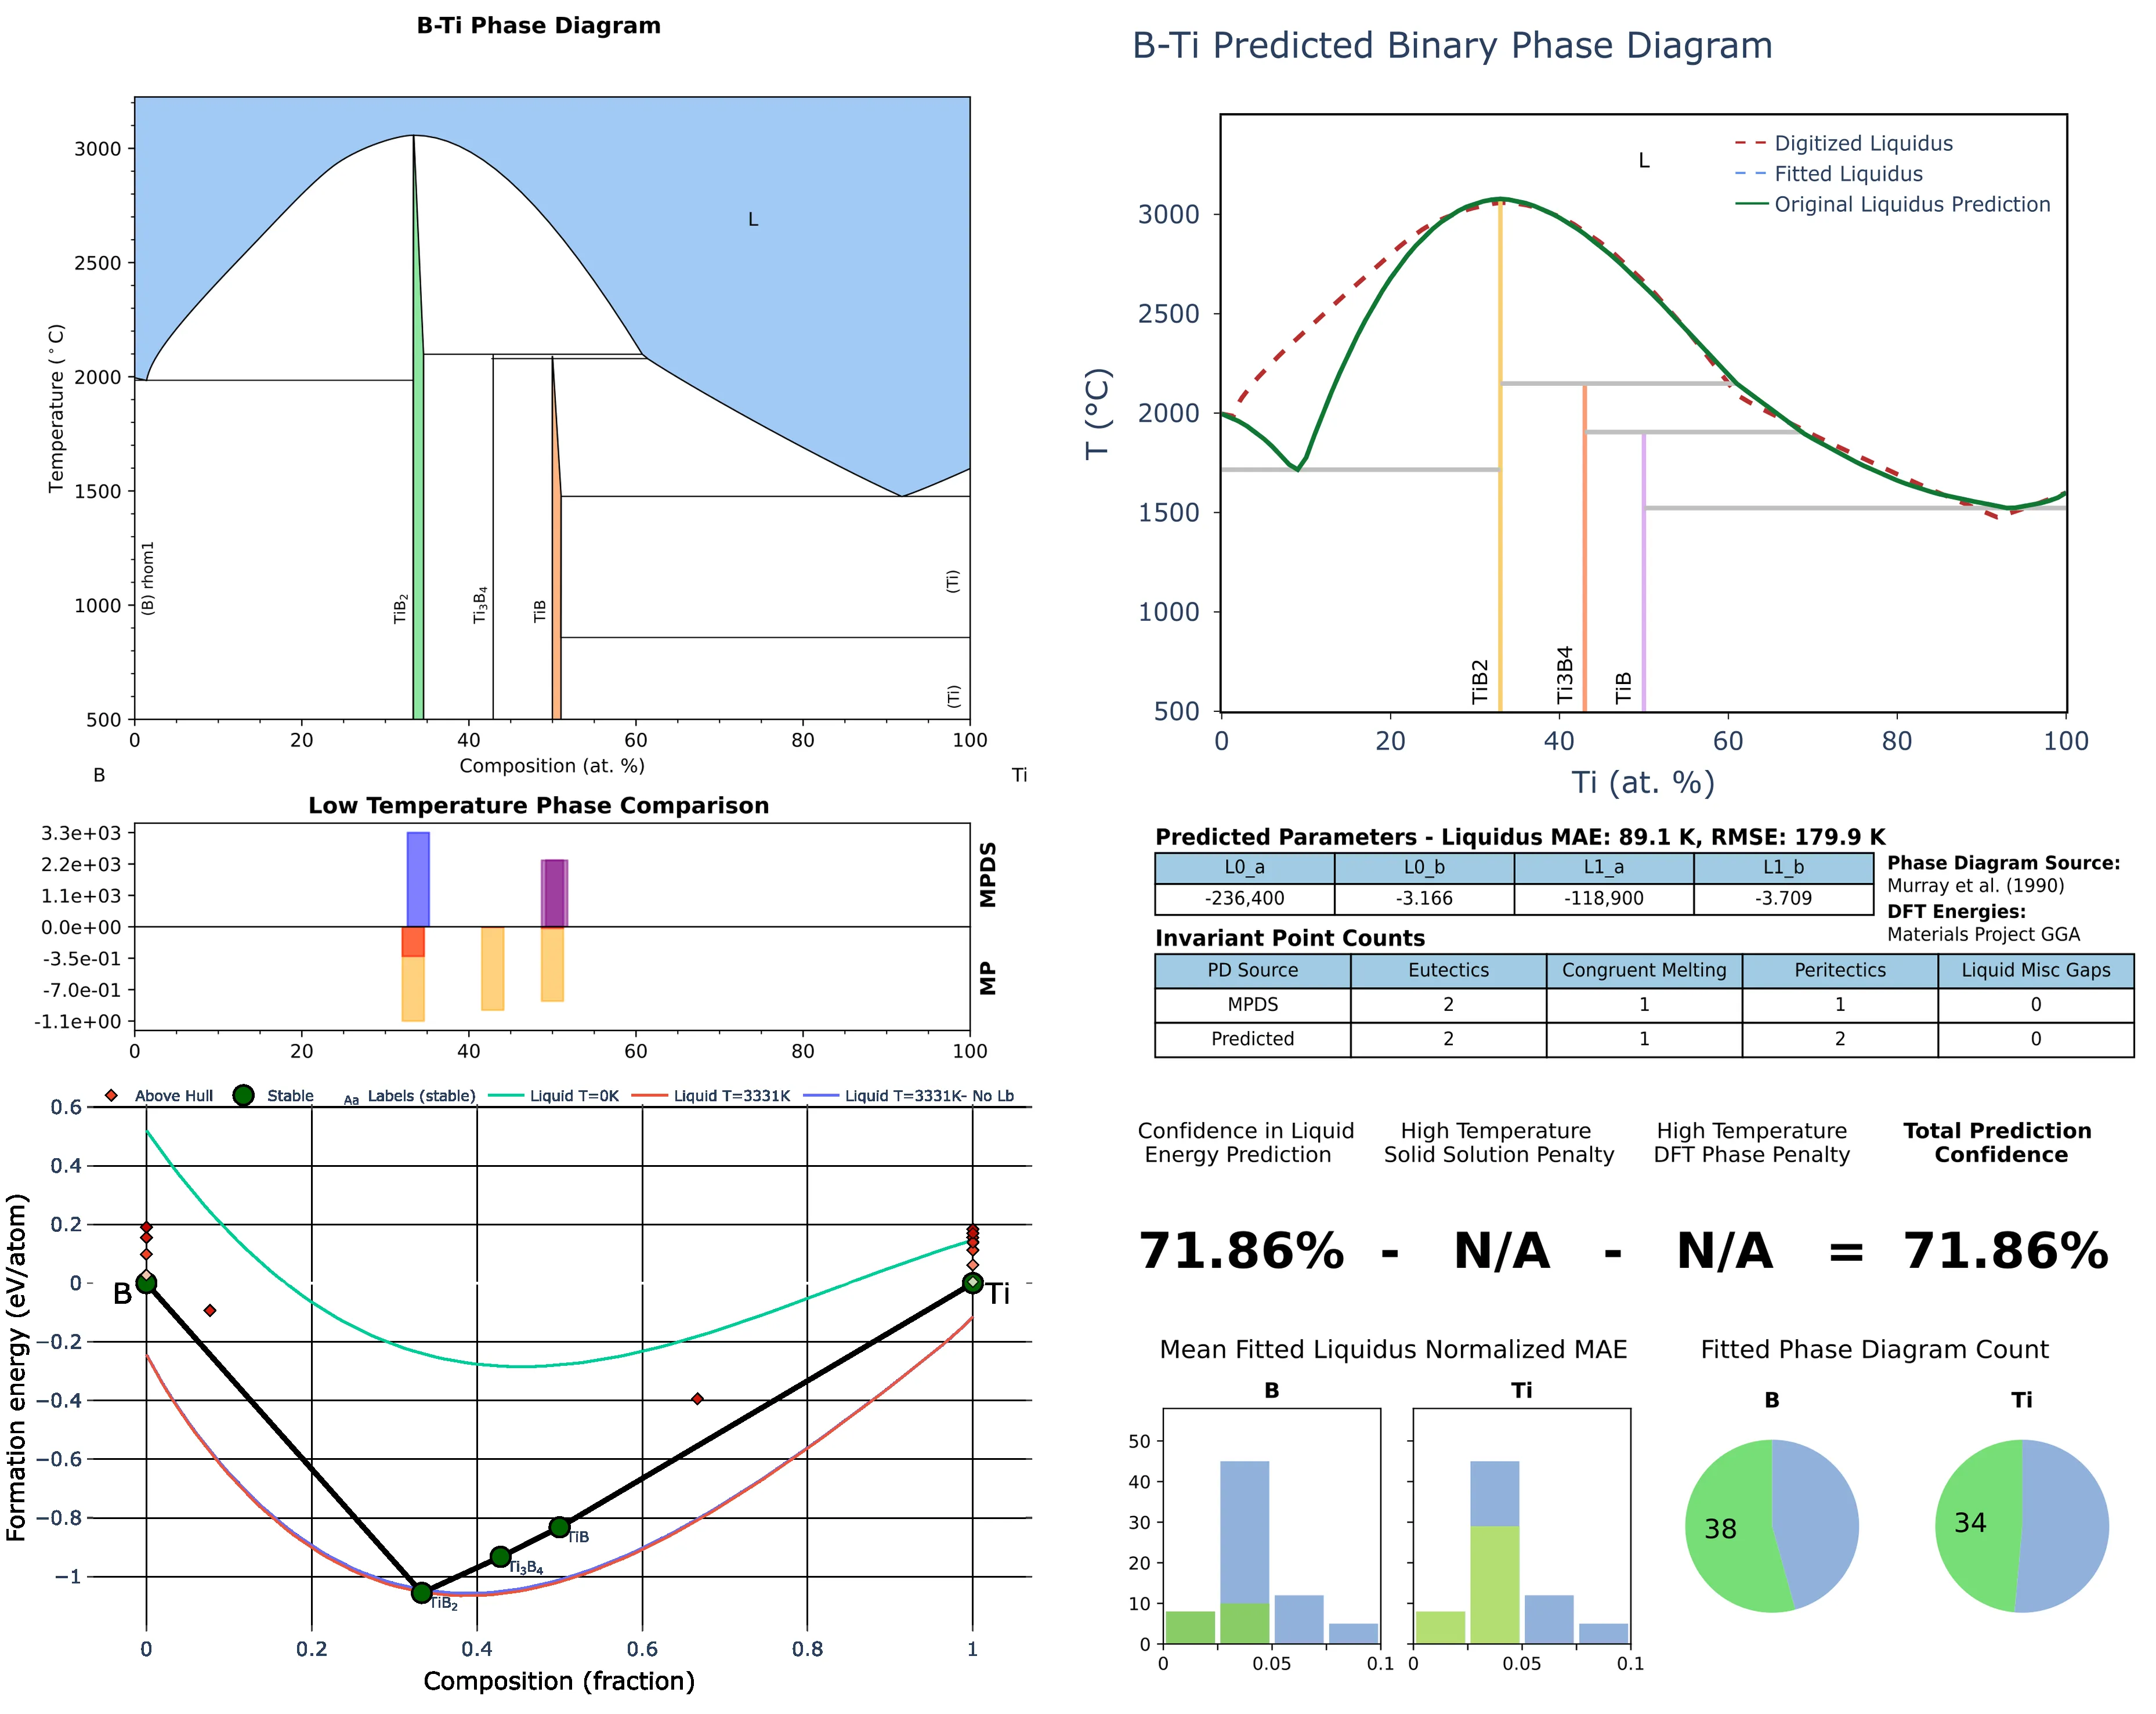 B-Ti Phase Diagram
3000
2500
2000
1500
1000
500
Temperature (°C)
L
(B) rhom1
TiB2
Ti3B4
TiB
(Ti)
(Ti)
0 20 40 60 80 100
Composition (at. %)
B Ti
Low Temperature Phase Comparison
3.3e+03
2.2e+03
1.1e+03
0.0e+00
-3.5e-01
-7.0e-01
-1.1e+00
MPDS
MP
0 20 40 60 80 100
Above Hull Stable Aa Labels (stable) Liquid T=0K Liquid T=3331K Liquid T=3331K- No Lb
0.6
0.4
0.2
0
−0.2
−0.4
−0.6
−0.8
−1
Formation energy (eV/atom)
B
Ti
TiB
Ti3B4
TiB2
0 0.2 0.4 0.6 0.8 1
Composition (fraction)
B-Ti Predicted Binary Phase Diagram
L
Digitized Liquidus
Fitted Liquidus
Original Liquidus Prediction
3000
2500
2000
1500
1000
500
T (°C)
TiB2
Ti3B4
TiB
0 20 40 60 80 100
Ti (at. %)
Predicted Parameters - Liquidus MAE: 89.1 K, RMSE: 179.9 K
L0_a L0_b L1_a L1_b
-236,400 -3.166 -118,900 -3.709
Phase Diagram Source:
Murray et al. (1990)
DFT Energies:
Materials Project GGA
Invariant Point Counts
PD Source Eutectics Congruent Melting Peritectics Liquid Misc Gaps
MPDS 2 1 1 0
Predicted 2 1 2 0
Confidence in Liquid
Energy Prediction
High Temperature
Solid Solution Penalty
High Temperature
DFT Phase Penalty
Total Prediction
Confidence
71.86% - N/A - N/A = 71.86%
Mean Fitted Liquidus Normalized MAE
B Ti
50
40
30
20
10
0
0 0.05 0.1
0 0.05 0.1
Fitted Phase Diagram Count
B Ti
38 34